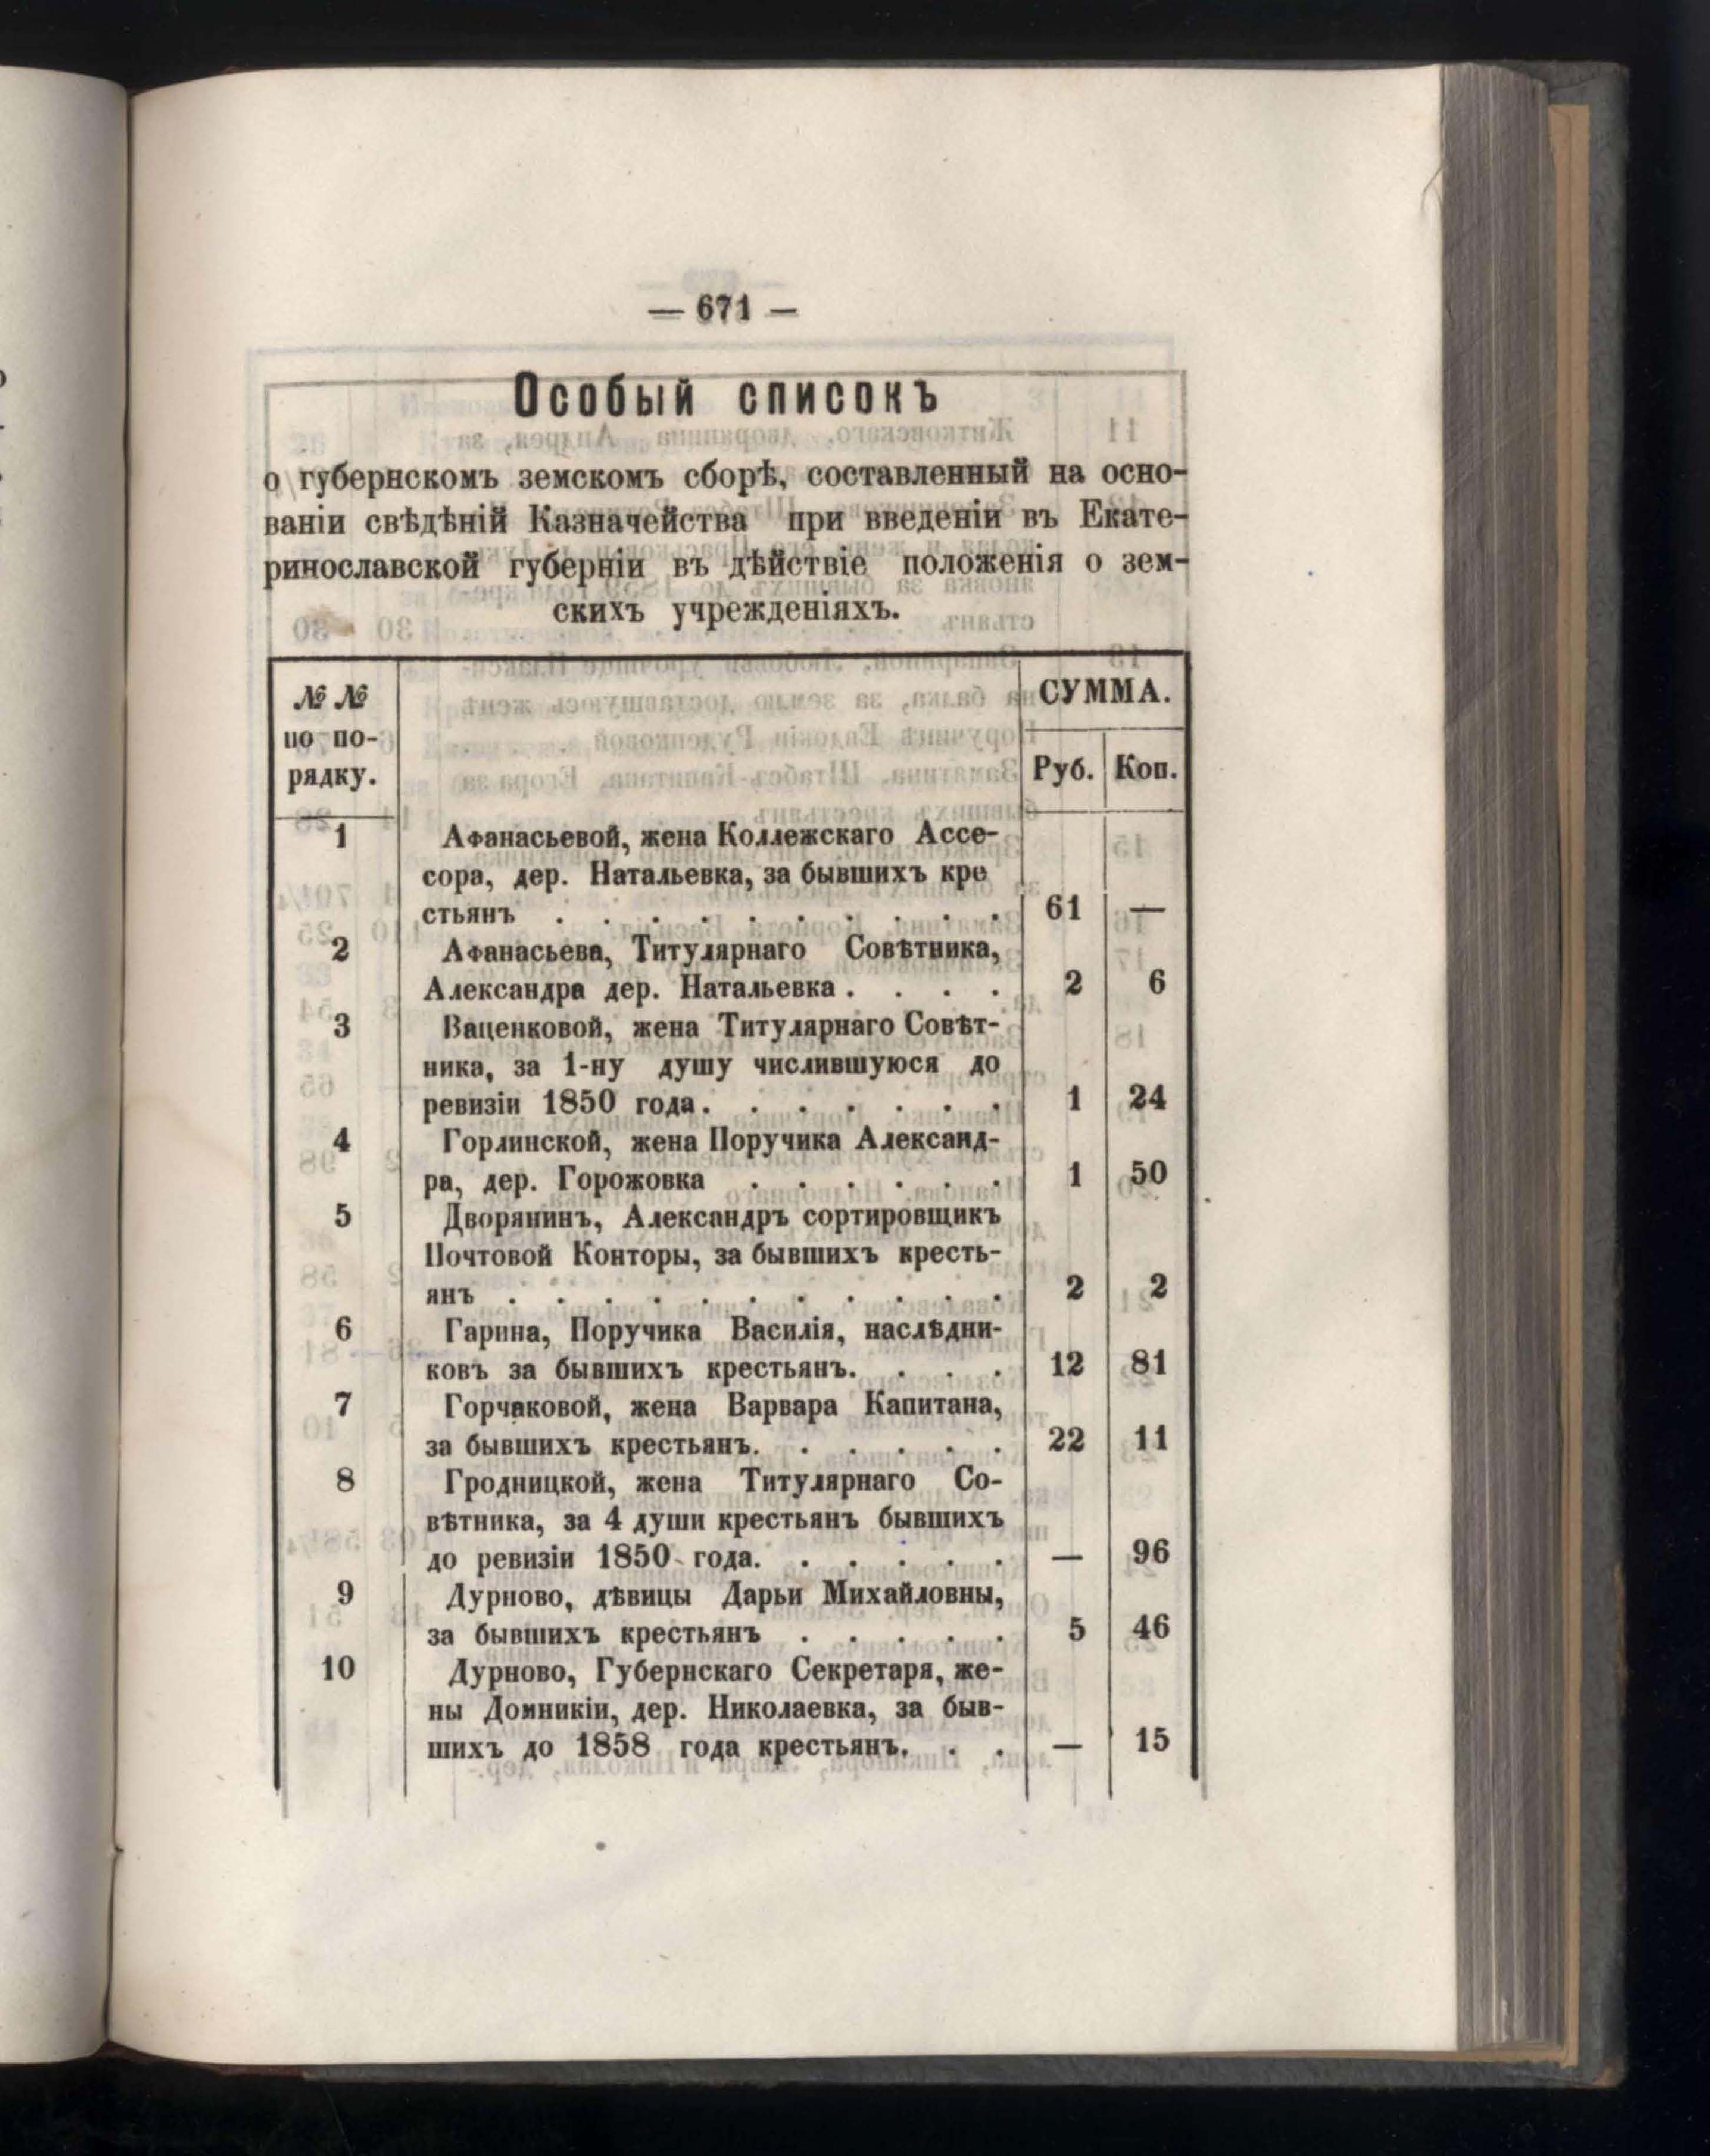 — 671 —
Особый списокъ
о губернскомъ земскомъ сборѣ, составленный на осно-
ваніи свѣдѣній Казначейства при введеніи въ Екате-
ринославской губерніи въ дѣйствіе положенія о зем-
скихъ учрежденіяхъ.
№ №
по по-
рядку.
СУММА.
Руб. Коп.
1 Аѳанасьевой, жена Коллежскаго Ассе-
сора, дер. Натальевка, за бывшихъ кре
стьянъ . . . . . . . . . . 61 —
2 Аѳанасьева, Титулярнаго Совѣтника,
Александра дер. Натальевка . . . . 2 6
3 Ваценковой, жена Титулярнаго Совѣт-
ника, за 1-ну душу числившуюся до
ревизіи 1850 года. . . . . . . 1 24
4 Горлинской, жена Поручика Александ-
ра, дер. Горожовка . . . . . . 1 50
5 Дворянинъ, Александръ сортировщикъ
Почтовой Конторы, за бывшихъ кресть-
янъ . . . . . . . . . . . 2 2
6 Гарина, Поручика Василія, наслѣдни-
ковъ за бывшихъ крестьянъ. . . . 12 81
7 Горчаковой, жена Варвара Капитана,
за бывшихъ крестьянъ. . . . . . 22 11
8 Гродницкой, жена Титулярнаго Со-
вѣтника, за 4 души крестьянъ бывшихъ
до ревизіи 1850 года. . . . . . — 96
9 Дурново, дѣвицы Дарьи Михайловны,
за бывшихъ крестьянъ . . . . . 5 46
10 Дурново, Губернскаго Секретаря, же-
ны Домникіи, дер. Николаевка, за быв-
шихъ до 1858 года крестьянъ. . . — 15